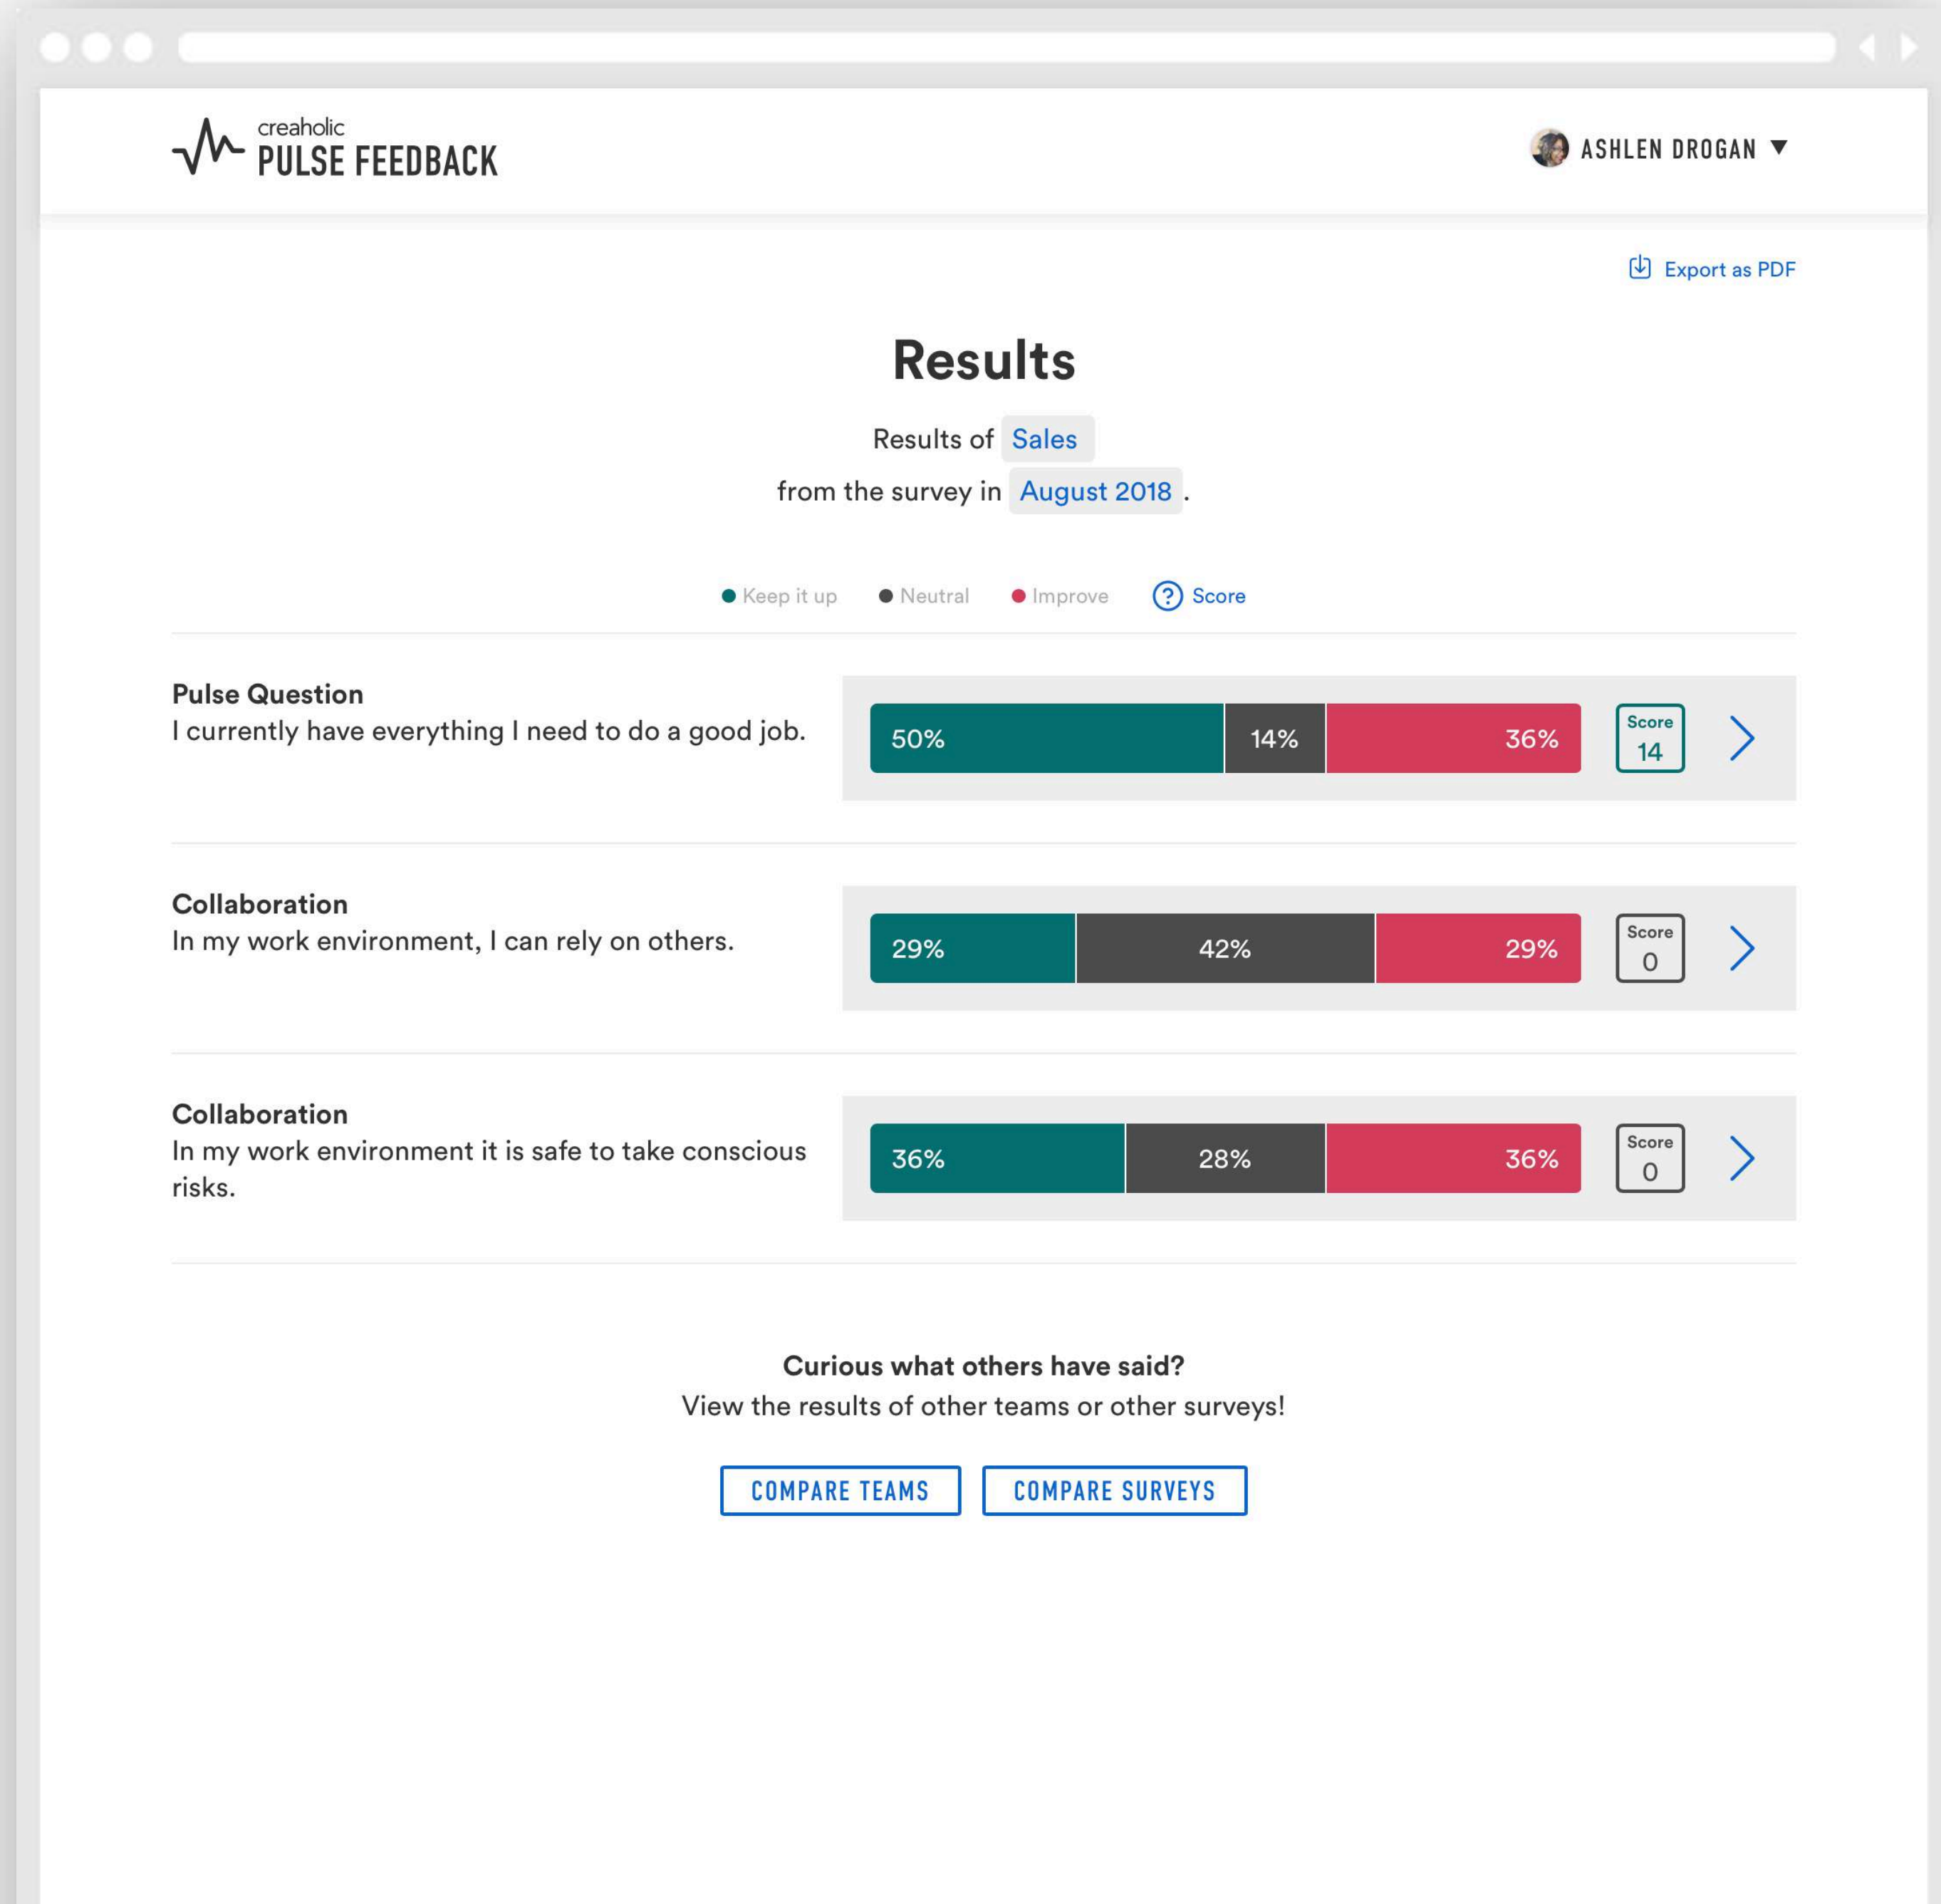 creaholic
PULSE FEEDBACK
ASHLEN DROGAN
Export as PDF
Results
Results of Sales
from the survey in August 2018 .
Keep it up Neutral Improve ? Score
Pulse Question
I currently have everything I need to do a good job.
50% 14% 36%
Score
14
Collaboration
In my work environment, I can rely on others.
29% 42% 29%
Score
0
Collaboration
In my work environment it is safe to take conscious
risks.
36% 28% 36%
Score
0
Curious what others have said?
View the results of other teams or other surveys!
COMPARE TEAMS COMPARE SURVEYS